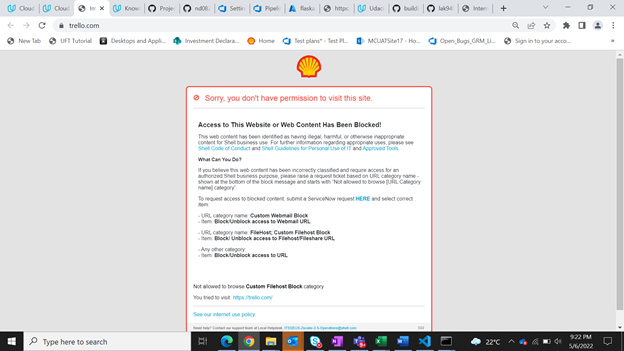 Cloud
Cloud
In
Know
Projec
nd08
Settin
Pipeli
flask
https
Udac
build
lak94
Intern
trello.com
New Tab
UFT Tutorial
Desktops and Appli...
Investment Declara...
Home
Test plans* - Test Pl...
MCUATSite17 - Ho...
Open_Bugs_GRM_Li...
Sign in to your acco...
Sorry, you don't have permission to visit this site.
Access to This Website or Web Content Has Been Blocked!
This web content has been identified as having illegal, harmful, or otherwise inappropriate
content for Shell business use. For further information regarding appropriate uses, please see
Shell Code of Conduct and Shell Guidelines for Personal Use of IT and Approved Tools.
What Can You Do?
If you believe this web content has been incorrectly classified and require access for an
authorized Shell business purpose, please raise a request ticket based on URL category name -
shown at the bottom of the block message and starts with "Not allowed to browse [URL Category
name] category".
To request access to blocked content, submit a ServiceNow request HERE and select correct
item:
- URL category name: Custom Webmail Block
- Item: Block/Unblock access to Webmail URL
- URL category name: FileHost; Custom Filehost Block
- Item: Block/ Unblock access to Filehost/Fileshare URL
- Any other category:
- Item: Block/Unblock access to URL
Not allowed to browse Custom Filehost Block category
You tried to visit: https://trello.com/
See our internet use policy.
Need help? Contact our support team at Local Helpdesk,
Type here to search
22°C
9:22 PM
5/6/2022